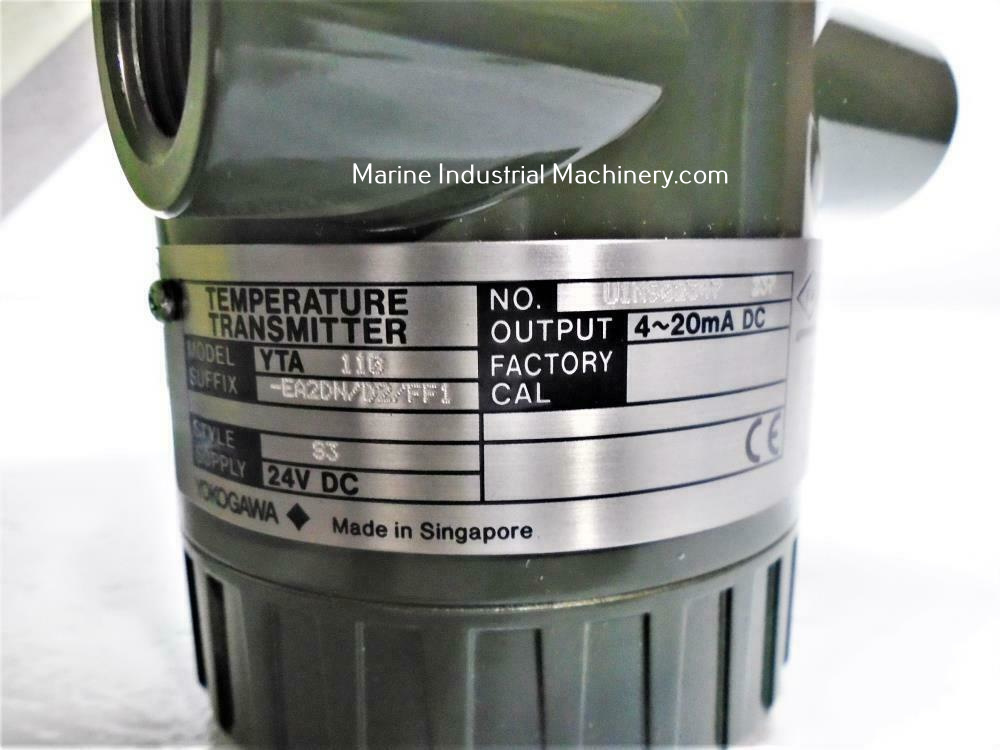 Marine Industrial Machinery.com
TEMPERATURE
TRANSMITTER
MODEL YTA 110
SUFFIX -EA2DN/D2/FF1
STYLE S3
SUPPLY 24V DC
NO.
OUTPUT 4~20mA DC
FACTORY
CAL
CE
YOKOGAWA
Made in Singapore